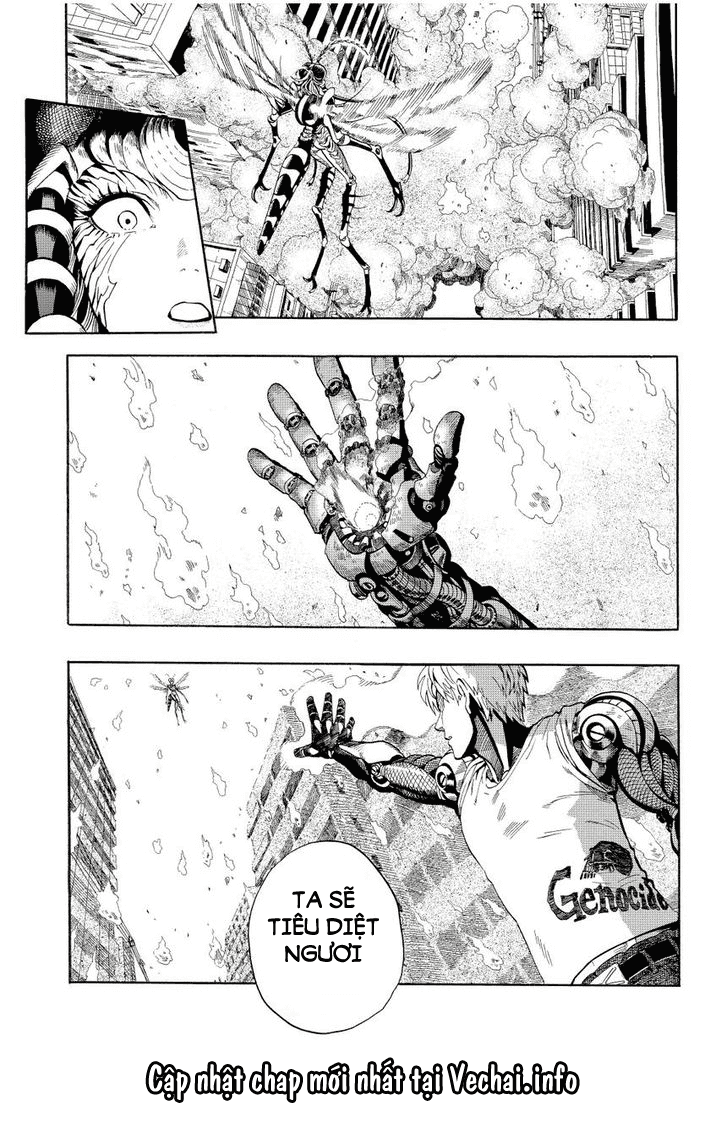 Genocide
TA SẼ
TIÊU DIỆT
NGƯƠI
Cập nhật chap mới nhất tại Vechai.info